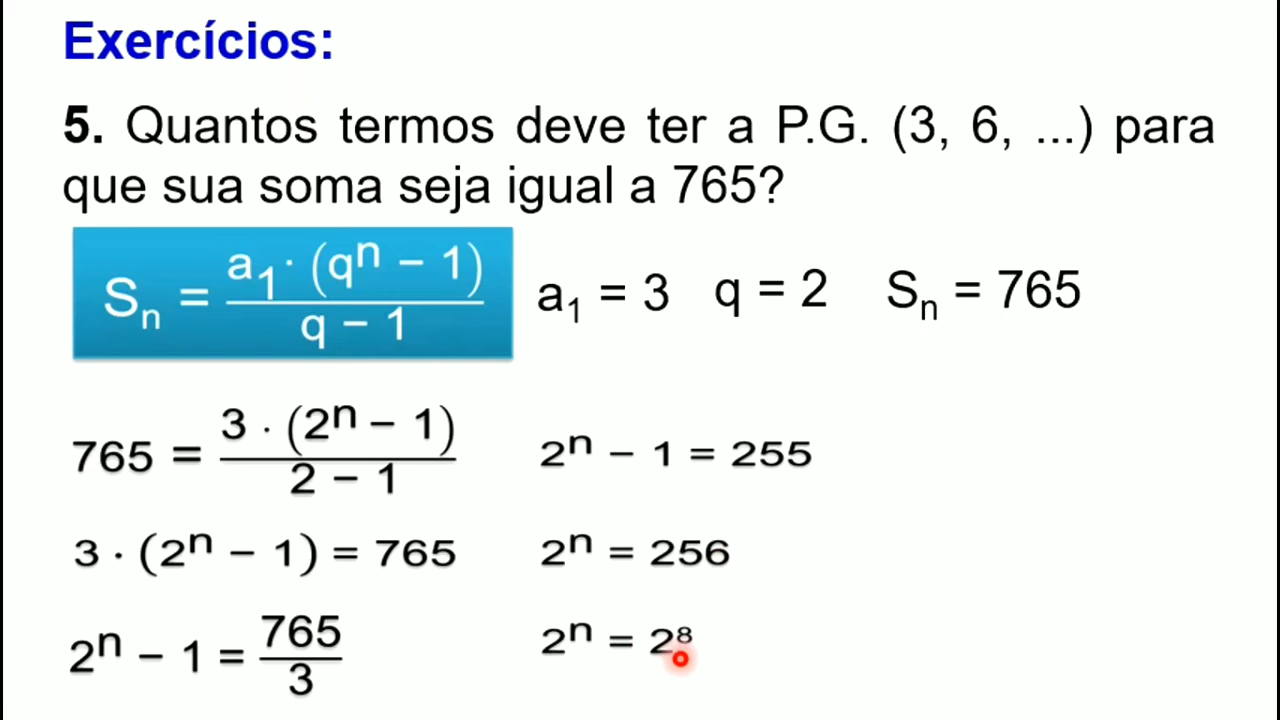 Exercícios:
5. Quantos termos deve ter a P.G. (3, 6, ...) para
que sua soma seja igual a 765?
Sₙ = a₁ · (qⁿ − 1) / q − 1
a₁ = 3 q = 2 Sₙ = 765
765 = 3 · (2ⁿ − 1) / 2 − 1
3 · (2ⁿ − 1) = 765
2ⁿ − 1 = 765 / 3
2ⁿ − 1 = 255
2ⁿ = 256
2ⁿ = 2⁸